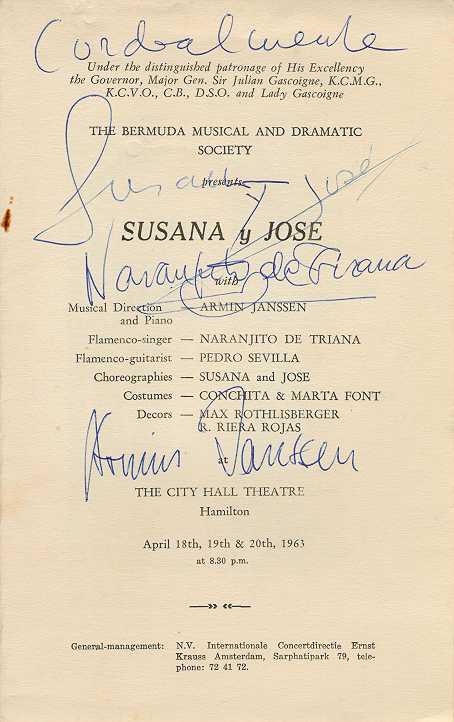 Cordialmente
Under the distinguished patronage of His Excellency
the Governor, Major Gen. Sir Julian Gascoigne, K.C.M.G.,
K.C.V.O., C.B., D.S.O. and Lady Gascoigne
THE BERMUDA MUSICAL AND DRAMATIC
SOCIETY
presents
Susana y José
SUSANA y JOSE
Naranjito de Triana
with
Musical Direction and Piano — ARMIN JANSSEN
Flamenco-singer — NARANJITO DE TRIANA
Flamenco-guitarist — PEDRO SEVILLA
Choreographies — SUSANA and JOSE
Costumes — CONCHITA & MARTA FONT
Decors — MAX ROTHLISBERGER
R. RIERA ROJAS
Armin Janssen
at
THE CITY HALL THEATRE
Hamilton
April 18th, 19th & 20th, 1963
at 8.30 p.m.
General-management: N.V. Internationale Concertdirectie Ernst
Krauss Amsterdam, Sarphatipark 79, tele-
phone: 72 41 72.